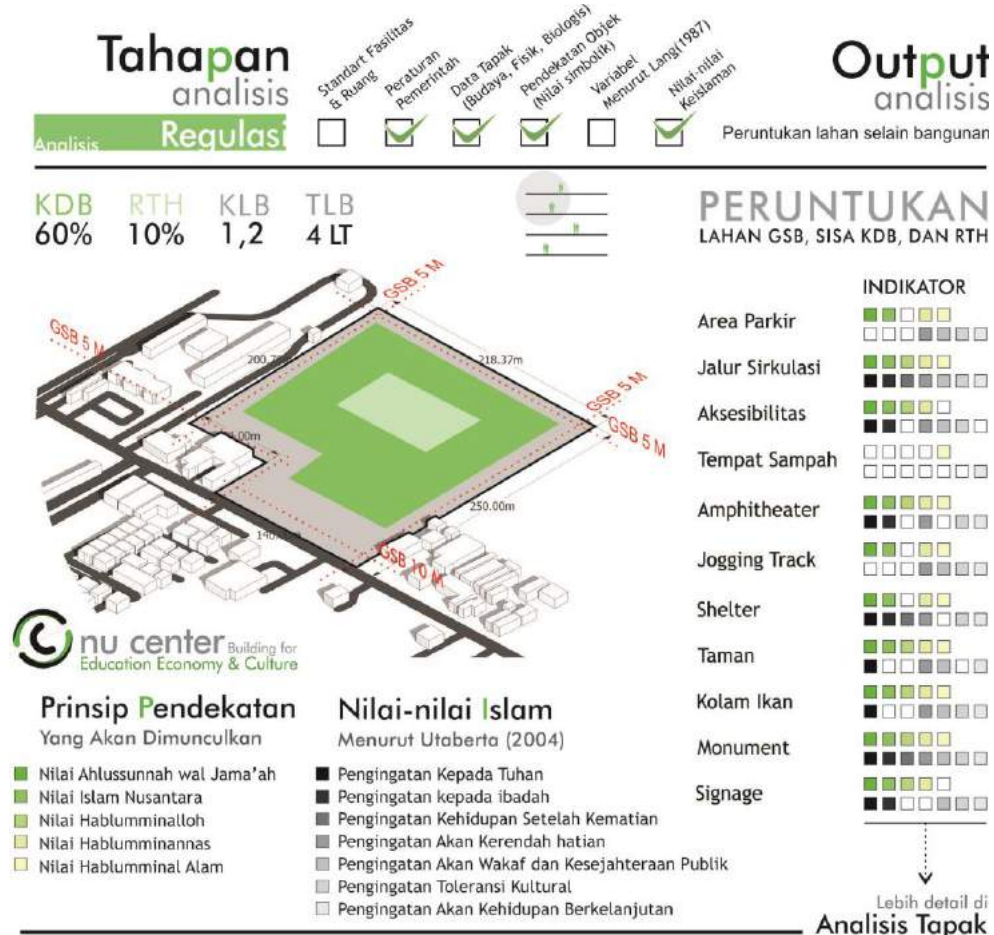 Tahapan
analisis
Analisis Regulasi
Standart Fasilitas
& Ruang
Peraturan
Pemerintah
Data Tapak
(Budaya, Fisik, Biologis)
Pendekatan Objek
(Nilai simbolik)
Variabel
Menurut Lang(1987)
Nilai-nilai
Keislaman
Output
analisis
Peruntukan lahan selain bangunan
KDB RTH KLB TLB
60% 10% 1,2 4 LT
PERUNTUKAN
LAHAN GSB, SISA KDB, DAN RTH
INDIKATOR
Area Parkir
Jalur Sirkulasi
Aksesibilitas
Tempat Sampah
Amphitheater
Jogging Track
Shelter
Taman
Kolam Ikan
Monument
Signage
GSB 5 M
GSB 5 M
218.37m
GSB 5 M
GSB 5 M
250.00m
GSB 10 M
nu center Building for
Education Economy & Culture
Prinsip Pendekatan
Yang Akan Dimunculkan
Nilai Ahlussunnah wal Jama'ah
Nilai Islam Nusantara
Nilai Hablumminalloh
Nilai Hablumminannas
Nilai Hablumminal Alam
Nilai-nilai Islam
Menurut Utaberta (2004)
Pengingatan Kepada Tuhan
Pengingatan kepada ibadah
Pengingatan Kehidupan Setelah Kematian
Pengingatan Akan Kerendah hatian
Pengingatan Akan Wakaf dan Kesejahteraan Publik
Pengingatan Toleransi Kultural
Pengingatan Akan Kehidupan Berkelanjutan
Lebih detail di
Analisis Tapak